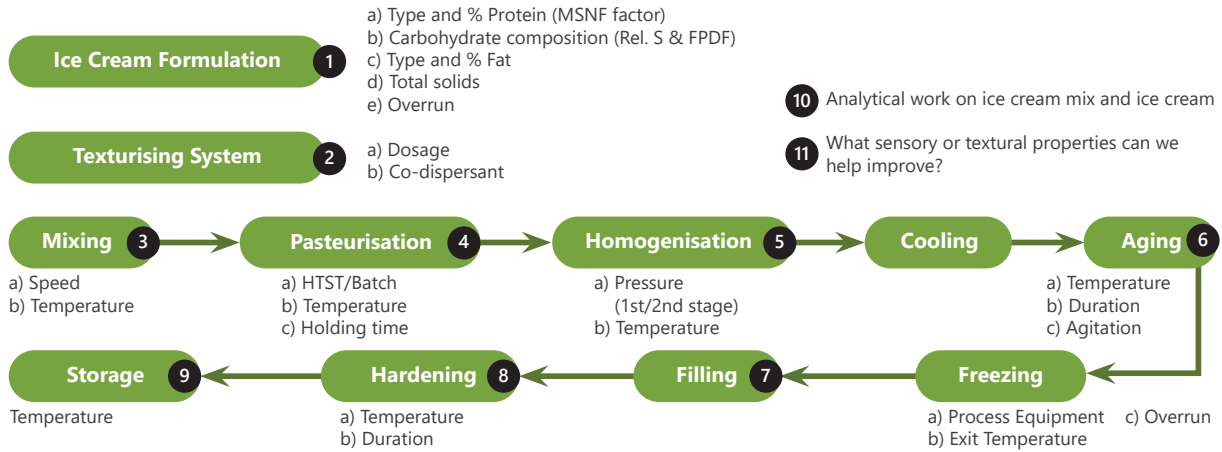 Ice Cream Formulation 1
a) Type and % Protein (MSNF factor)
b) Carbohydrate composition (Rel. S & FPDF)
c) Type and % Fat
d) Total solids
e) Overrun
10 Analytical work on ice cream mix and ice cream
11 What sensory or textural properties can we
help improve?
Texturising System 2
a) Dosage
b) Co-dispersant
Mixing 3
a) Speed
b) Temperature
Pasteurisation 4
a) HTST/Batch
b) Temperature
c) Holding time
Homogenisation 5
a) Pressure
(1st/2nd stage)
b) Temperature
Cooling
Aging 6
a) Temperature
b) Duration
c) Agitation
Freezing
a) Process Equipment
b) Exit Temperature
c) Overrun
Filling 7
Hardening 8
a) Temperature
b) Duration
Storage 9
Temperature